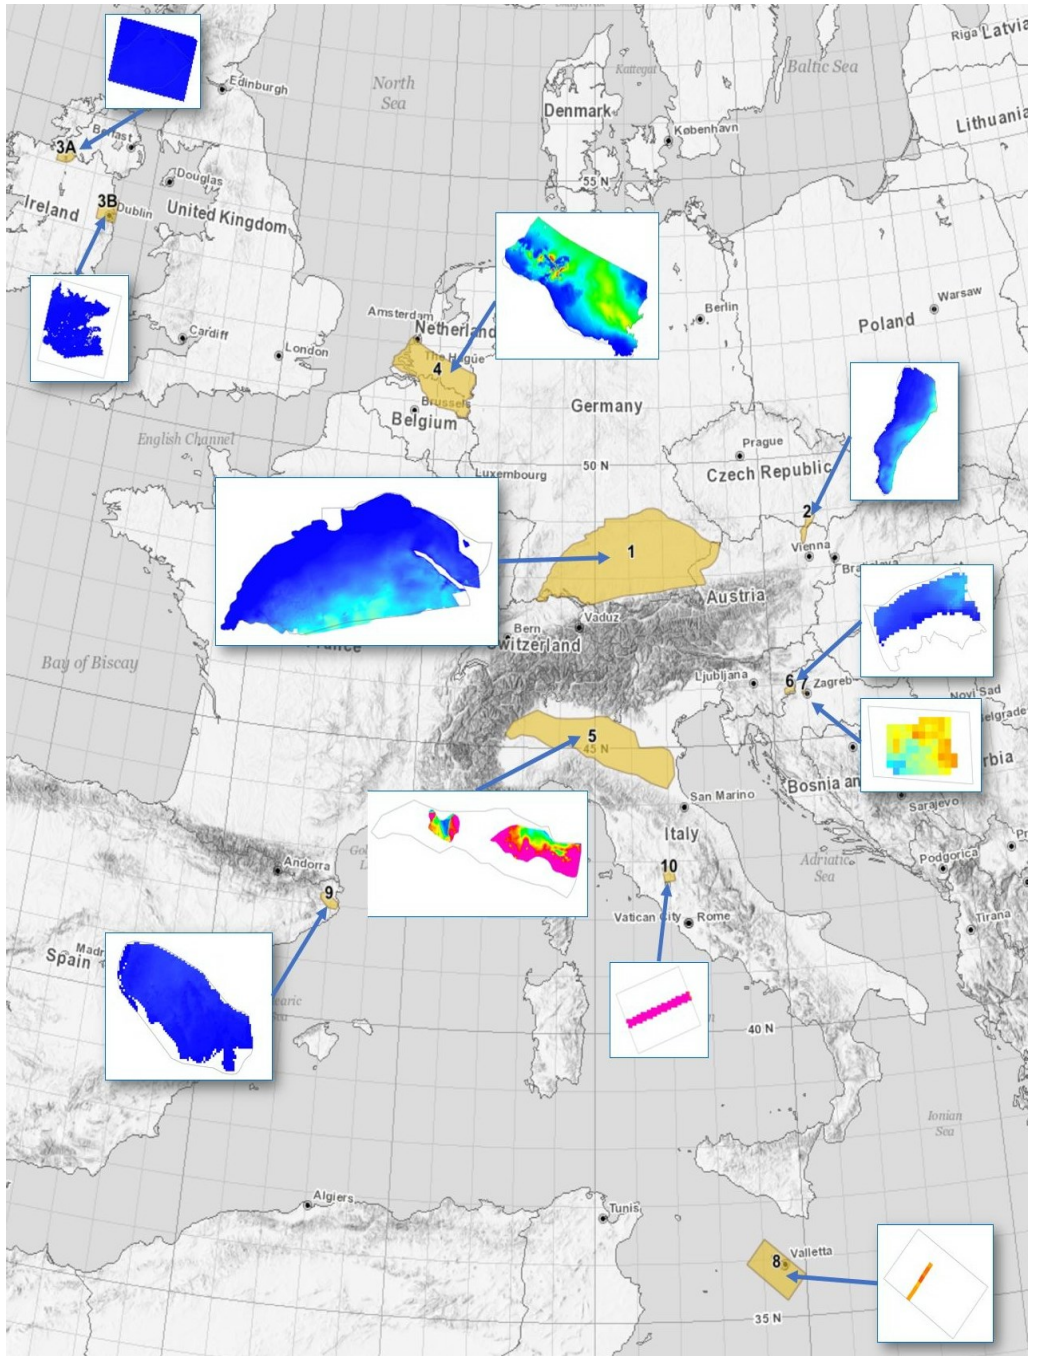 Riga
Latvia
Edinburgh
North
Sea
Kattegat
Baltic Sea
Denmark
København
Lithuania
Belfast
3A
Douglas
55 N
3B
Dublin
Ireland
United Kingdom
Warsaw
Berlin
Amsterdam
Netherland
Poland
Cardiff
London
The Hague
4
Brussels
Belgium
Germany
English Channel
Prague
Luxembourg
50 N
Czech Republic
2
1
Vienna
Austria
Vaduz
Bern
Switzerland
France
Bay of Biscay
Ljubljana
6
7
Zagreb
Novi Sad
Belgrade
5
45 N
Bosnia an
rbia
San Marino
Sarajevo
Italy
Andorra
Adriatic
Sea
Podgorica
10
9
Vatican City
Rome
Tirana
Madr
Spain
earic
Sea
40 N
Ionian
Sea
Algiers
Tunis
8
Valletta
35 N